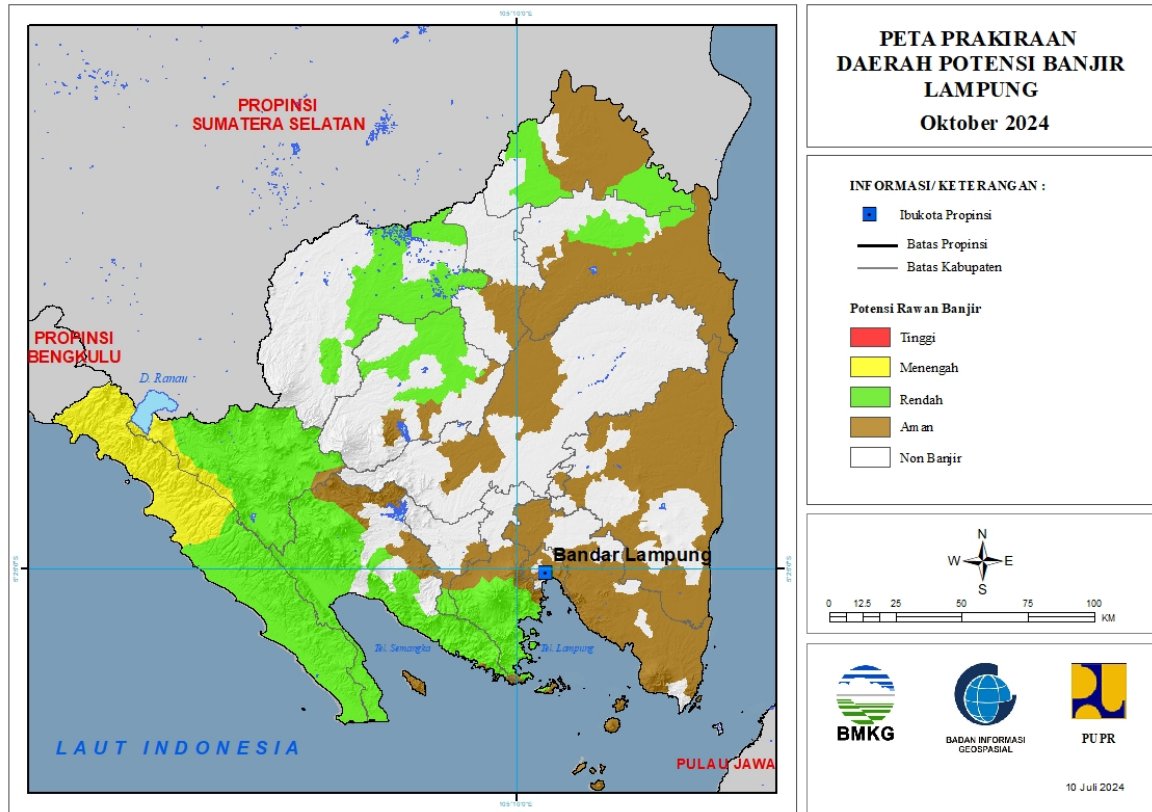 PETA PRAKIRAAN
DAERAH POTENSI BANJIR
LAMPUNG
Oktober 2024
INFORMASI/KETERANGAN :
Ibukota Propinsi
Batas Propinsi
Batas Kabupaten
Potensi Rawan Banjir
Tinggi
Menengah
Rendah
Aman
Non Banjir
N
W E
S
0 12.5 25 50 75 100
KM
BMKG
BADAN INFORMASI
GEOSPASIAL
PUPR
10 Juli 2024
PROPINSI
SUMATERA SELATAN
PROPINSI
BENGKULU
D. Ranau
Bandar Lampung
Tel. Semangka
Tel. Lampung
LAUT INDONESIA
PULAU JAWA